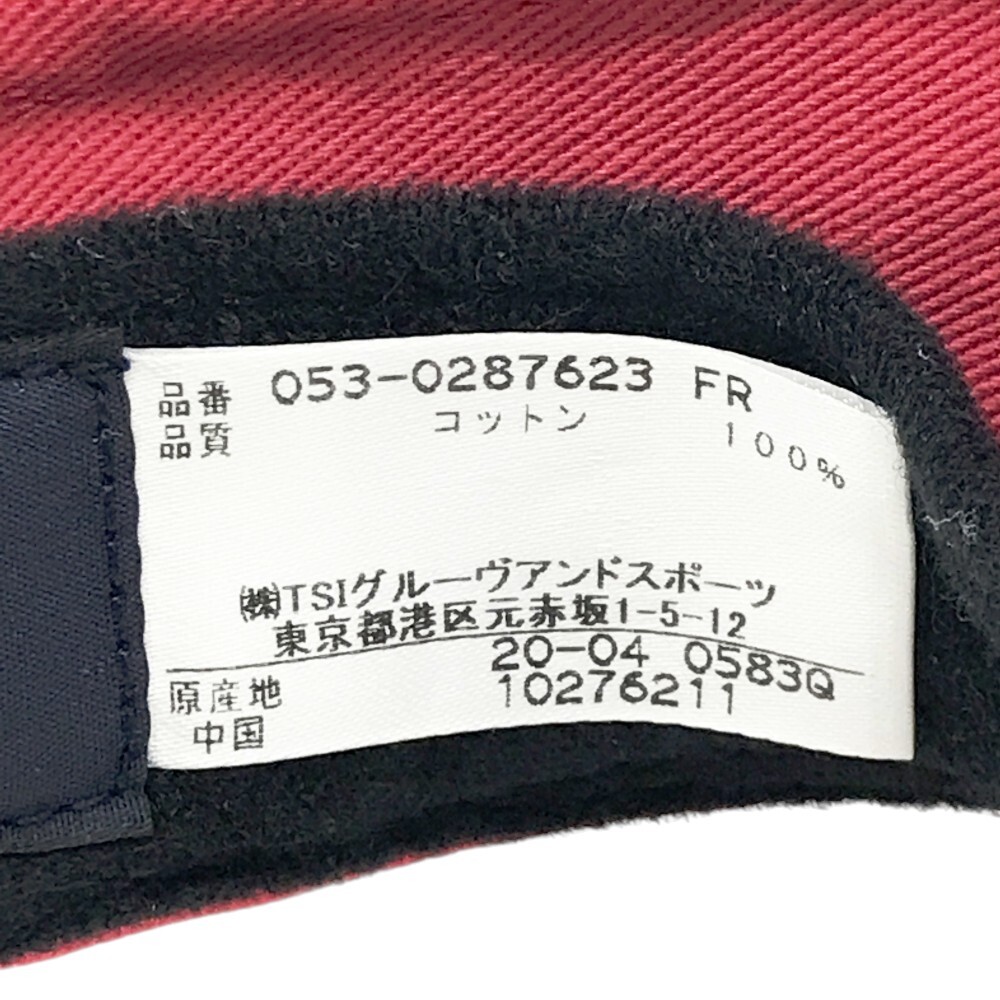 品番 053-0287623 FR
品質 コットン 100%
㈱TSIグルーヴアンドスポーツ
東京都港区元赤坂1-5-12
20-04 0583Q
原産地 10276211
中国